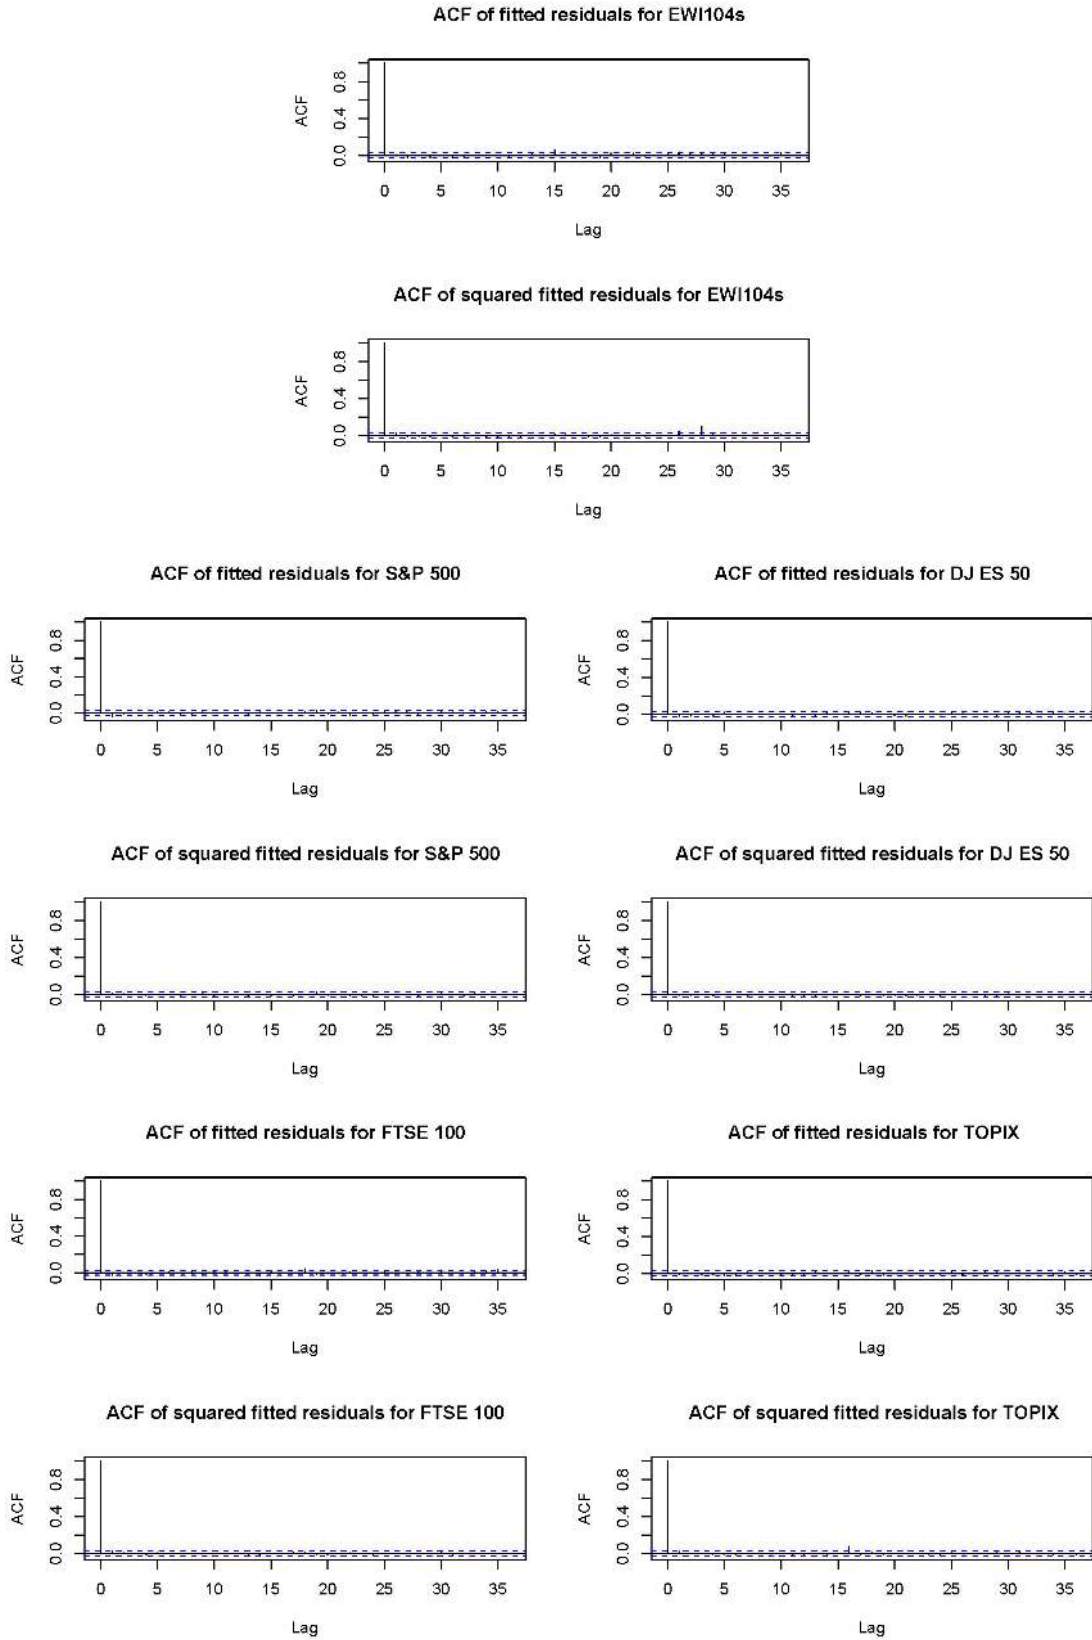 ACF of fitted residuals for EWI104s
ACF
0.8
0.4
0.0
0 5 10 15 20 25 30 35
Lag
ACF of squared fitted residuals for EWI104s
ACF
0.8
0.4
0.0
0 5 10 15 20 25 30 35
Lag
ACF of fitted residuals for S&P 500
ACF
0.8
0.4
0.0
0 5 10 15 20 25 30 35
Lag
ACF of fitted residuals for DJ ES 50
ACF
0.8
0.4
0.0
0 5 10 15 20 25 30 35
Lag
ACF of squared fitted residuals for S&P 500
ACF
0.8
0.4
0.0
0 5 10 15 20 25 30 35
Lag
ACF of squared fitted residuals for DJ ES 50
ACF
0.8
0.4
0.0
0 5 10 15 20 25 30 35
Lag
ACF of fitted residuals for FTSE 100
ACF
0.8
0.4
0.0
0 5 10 15 20 25 30 35
Lag
ACF of fitted residuals for TOPIX
ACF
0.8
0.4
0.0
0 5 10 15 20 25 30 35
Lag
ACF of squared fitted residuals for FTSE 100
ACF
0.8
0.4
0.0
0 5 10 15 20 25 30 35
Lag
ACF of squared fitted residuals for TOPIX
ACF
0.8
0.4
0.0
0 5 10 15 20 25 30 35
Lag